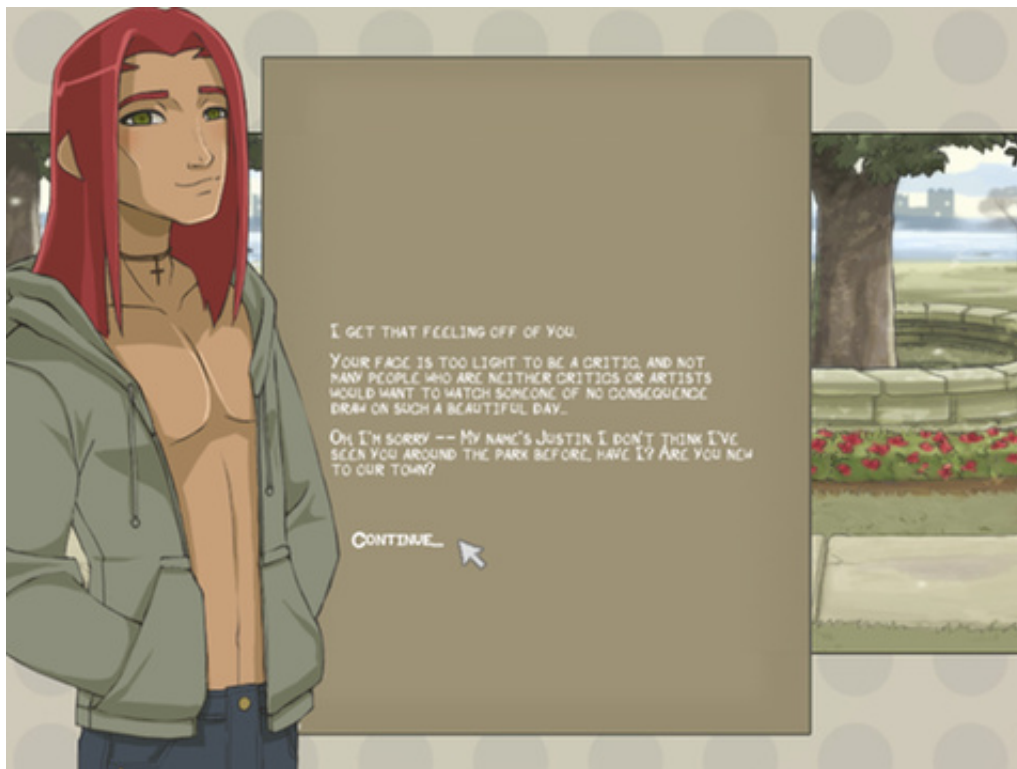 I GET THAT FEELING OFF OF YOU.
YOUR FACE IS TOO LIGHT TO BE A CRITIC, AND NOT
MANY PEOPLE WHO ARE NEITHER CRITICS OR ARTISTS
WOULD WANT TO WATCH SOMEONE OF NO CONSEQUENCE
DRAW ON SUCH A BEAUTIFUL DAY...
OH, I'M SORRY -- MY NAME'S JUSTIN. I DON'T THINK I'VE
SEEN YOU AROUND THE PARK BEFORE, HAVE I? ARE YOU NEW
TO OUR TOWN?
CONTINUE...